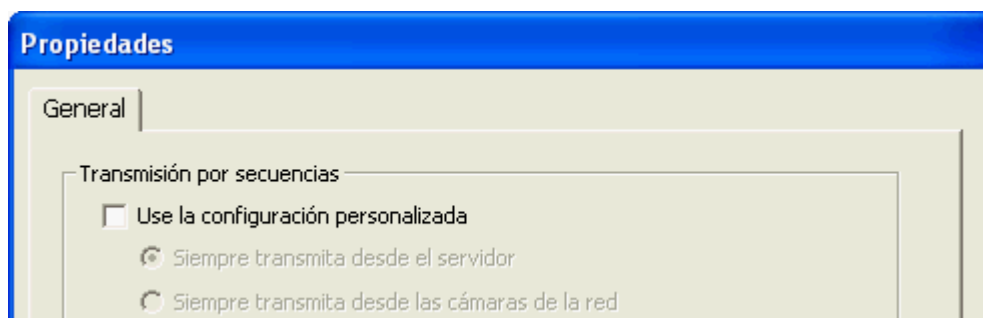 Propiedades
General
Transmisión por secuencias
Use la configuración personalizada
Siempre transmita desde el servidor
Siempre transmita desde las cámaras de la red